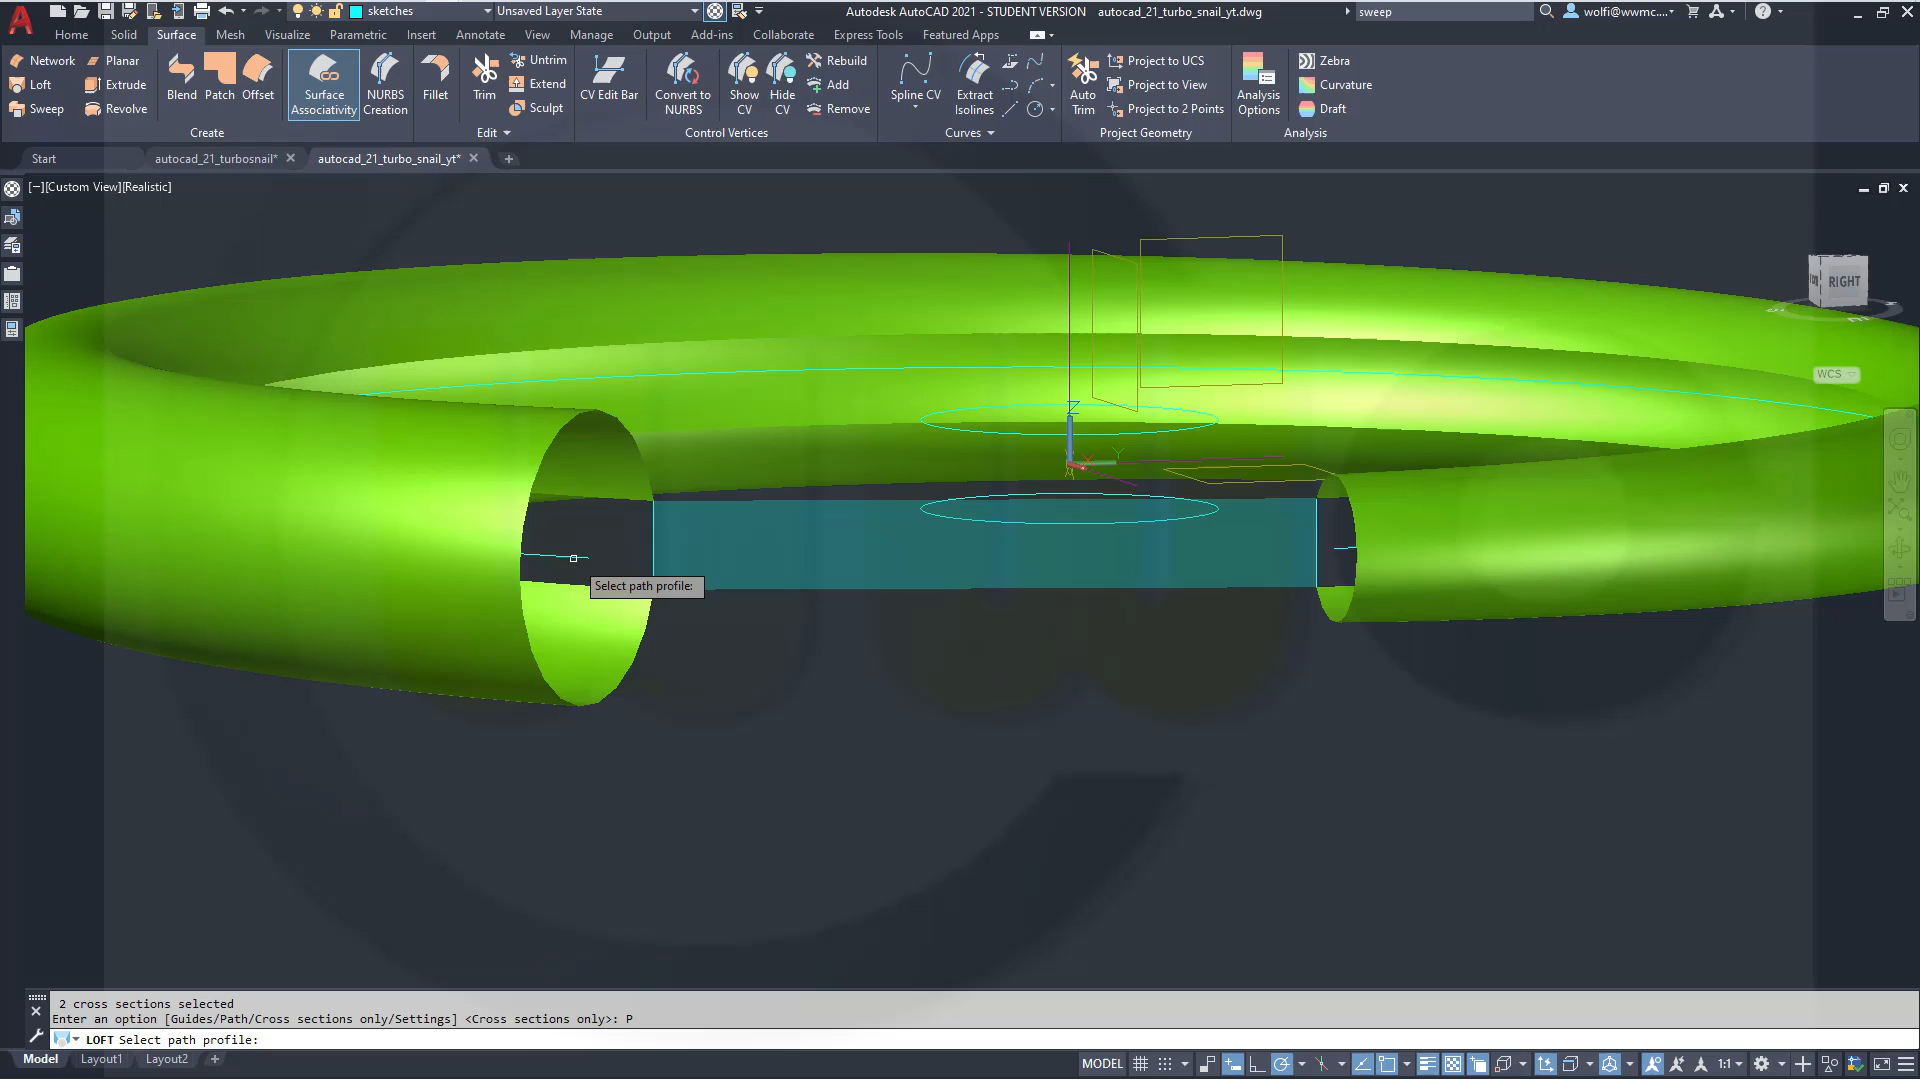 sketches
Unsaved Layer State
Autodesk AutoCAD 2021 - STUDENT VERSION autocad_21_turbo_snail_yt.dwg
sweep
wolfi@wwmc....
Home Solid Surface Mesh Visualize Parametric Insert Annotate View Manage Output Add-ins Collaborate Express Tools Featured Apps
Network Planar
Loft Extrude
Sweep Revolve
Create
Blend Patch Offset
Surface Associativity
NURBS Creation
Fillet
Trim
Untrim
Extend
Sculpt
Edit
CV Edit Bar
Convert to NURBS
Show CV
Hide CV
Rebuild
Add
Remove
Control Vertices
Spline CV
Extract Isolines
Curves
Auto Trim
Project to UCS
Project to View
Project to 2 Points
Project Geometry
Analysis Options
Zebra
Curvature
Draft
Analysis
Start autocad_21_turbosnail* autocad_21_turbo_snail_yt*
[−][Custom View][Realistic]
RIGHT
WCS
Z
X
Y
Select path profile:
2 cross sections selected
Enter an option [Guides/Path/Cross sections only/Settings] <Cross sections only>: P
LOFT Select path profile:
Model Layout1 Layout2 +
MODEL
1:1